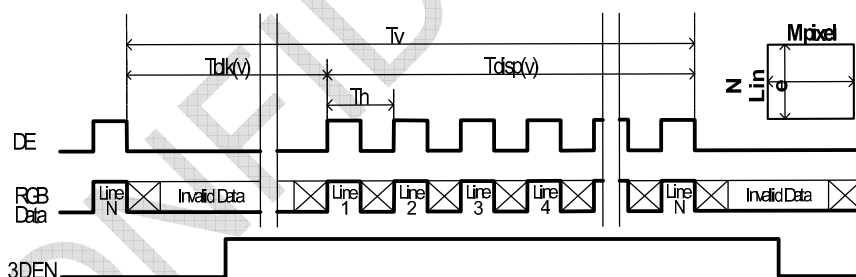 Tv
Mpixel
Tblk(v)
Tdisp(v)
N Line
Th
DE
RGB Data
Line N
Invalid Data
Line 1
Line 2
Line 3
Line 4
Line N
Invalid Data
3DEN
ONFID